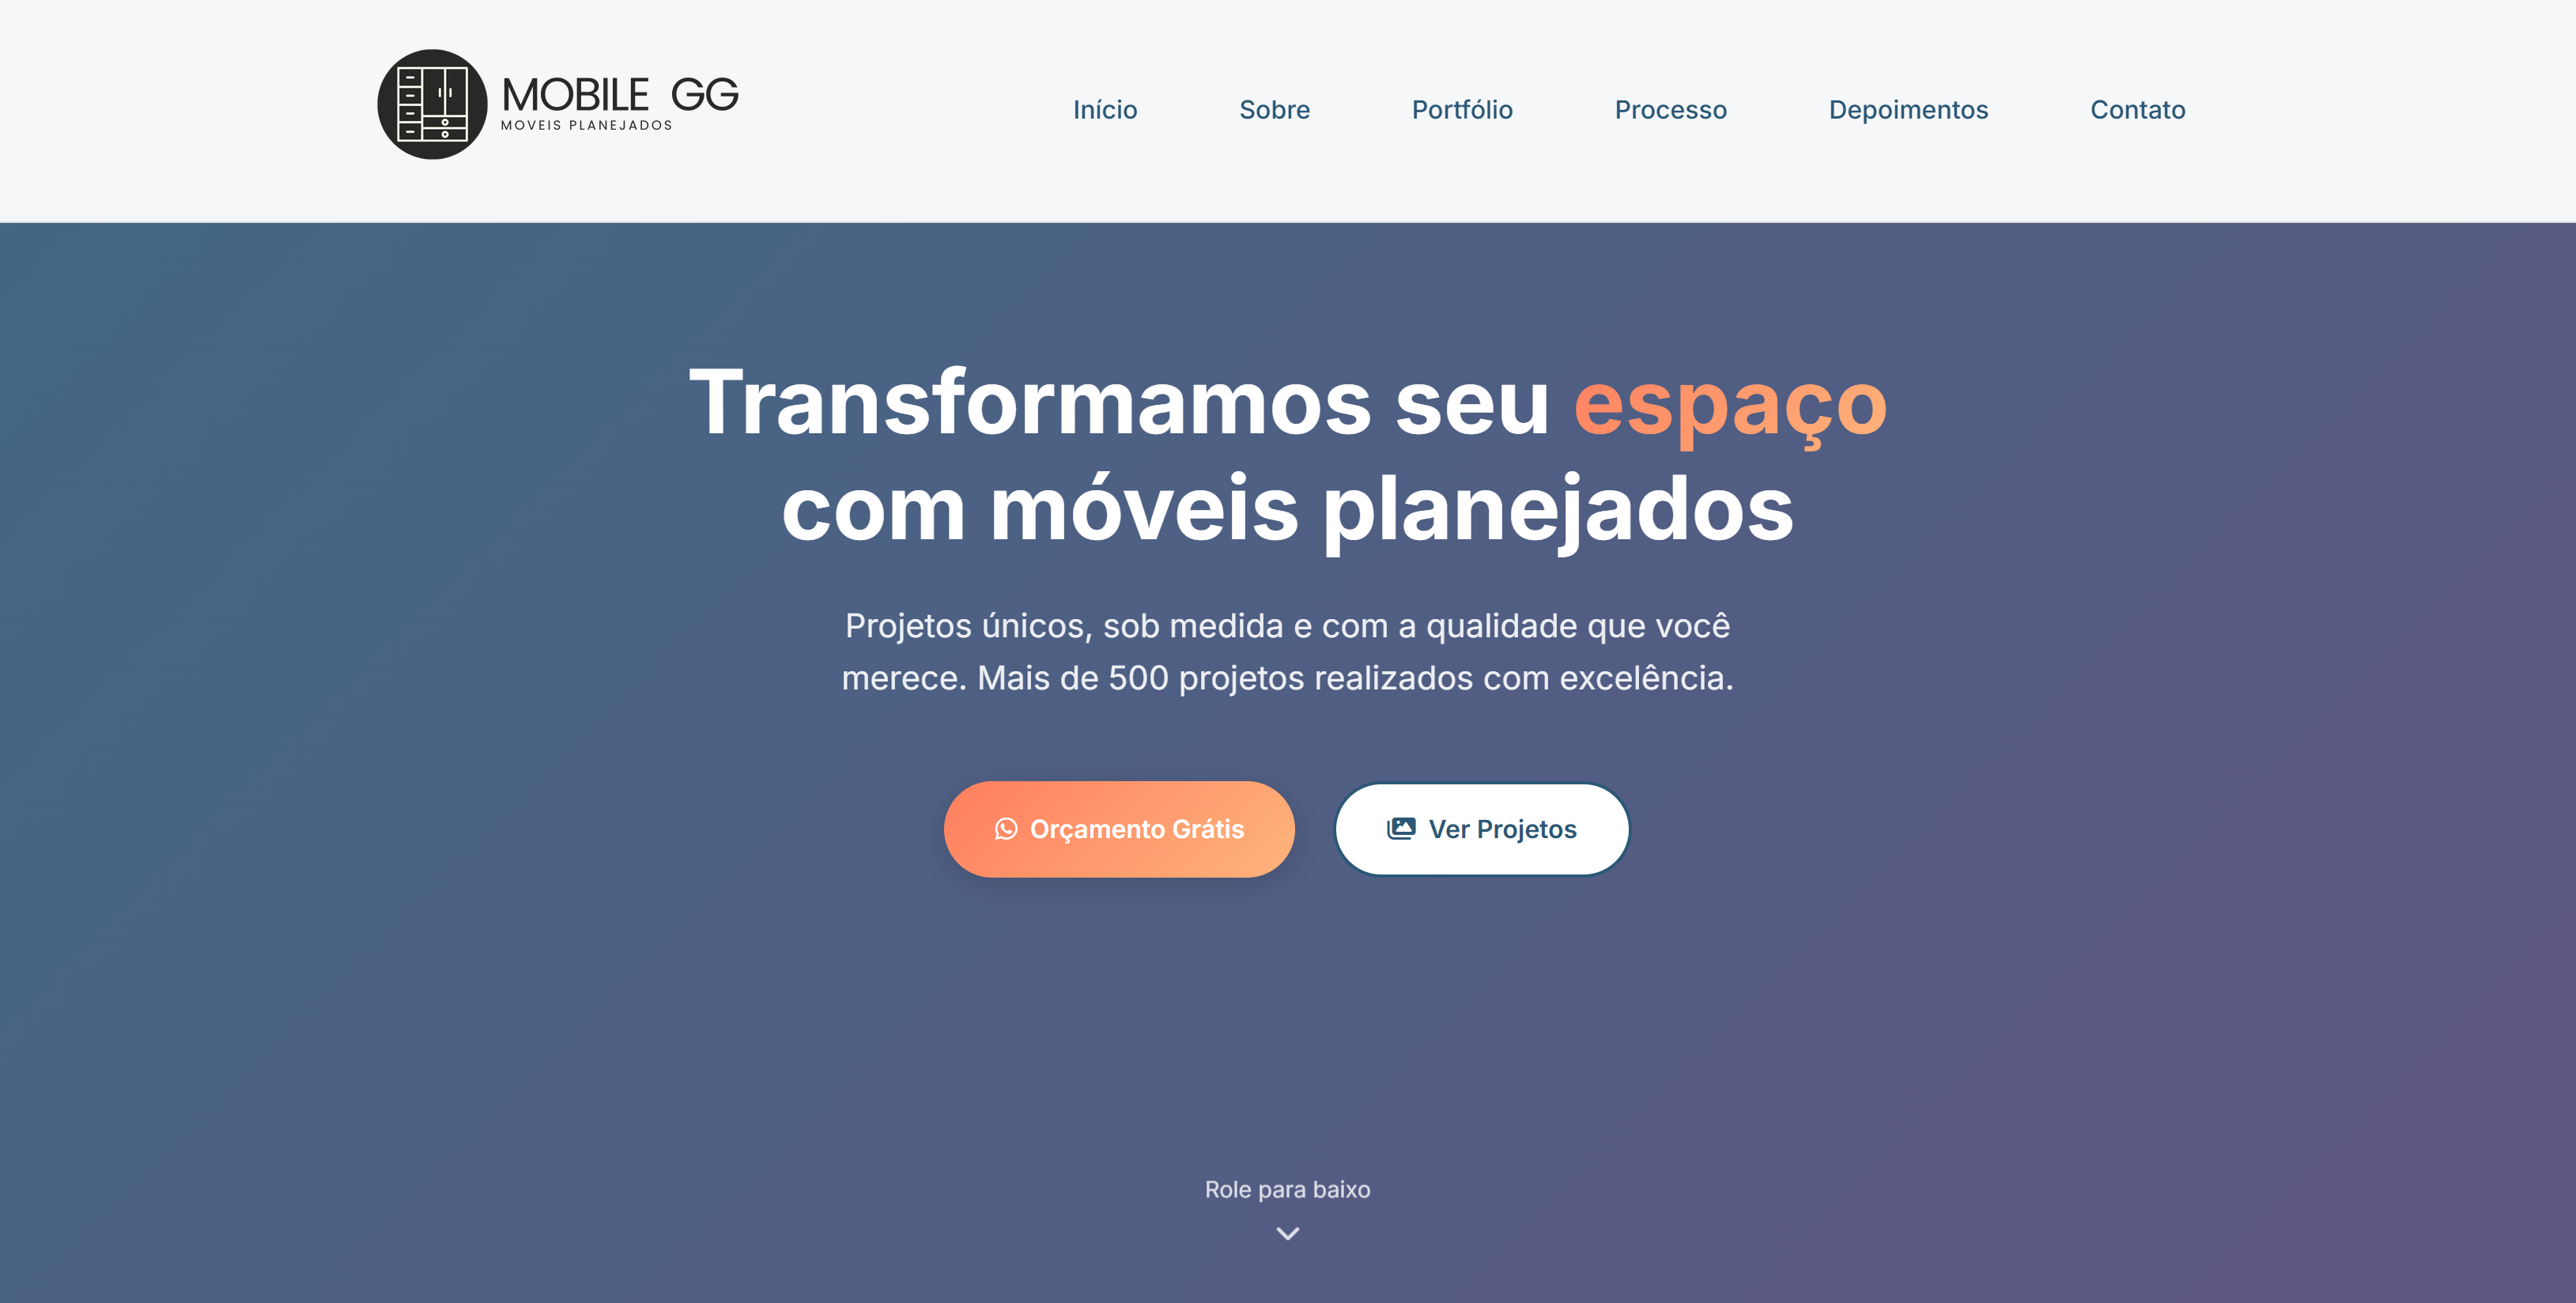 MOBILE GG
MOVEIS PLANEJADOS
Início Sobre Portfólio Processo Depoimentos Contato
Transformamos seu espaço
com móveis planejados
Projetos únicos, sob medida e com a qualidade que você
merece. Mais de 500 projetos realizados com excelência.
Orçamento Grátis Ver Projetos
Role para baixo